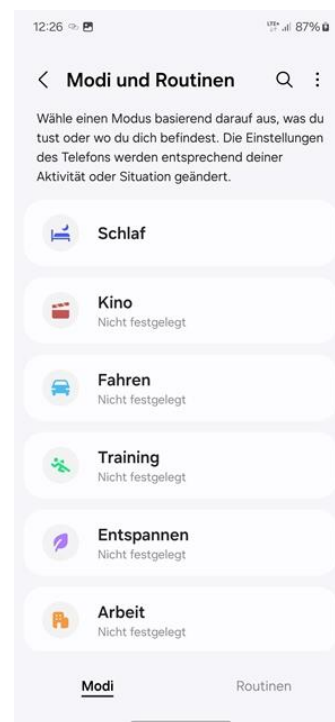 12:26
LTE+ 87%
Modi und Routinen
Wähle einen Modus basierend darauf aus, was du
tust oder wo du dich befindest. Die Einstellungen
des Telefons werden entsprechend deiner
Aktivität oder Situation geändert.
Schlaf
Kino
Nicht festgelegt
Fahren
Nicht festgelegt
Training
Nicht festgelegt
Entspannen
Nicht festgelegt
Arbeit
Nicht festgelegt
Modi Routinen